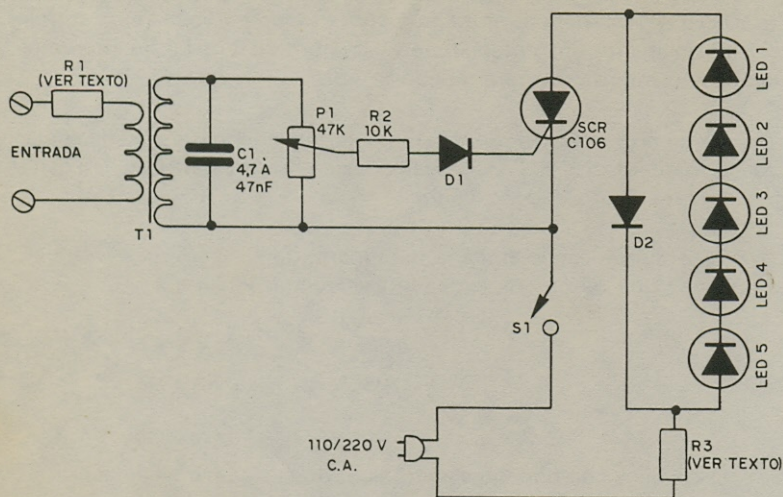 R1
(VER TEXTO)
ENTRADA
T1
C1
4,7 A
47nF
P1
47K
R2
10K
D1
SCR
C106
D2
LED 1
LED 2
LED 3
LED 4
LED 5
S1
110/220 V
C.A.
R3
(VER TEXTO)